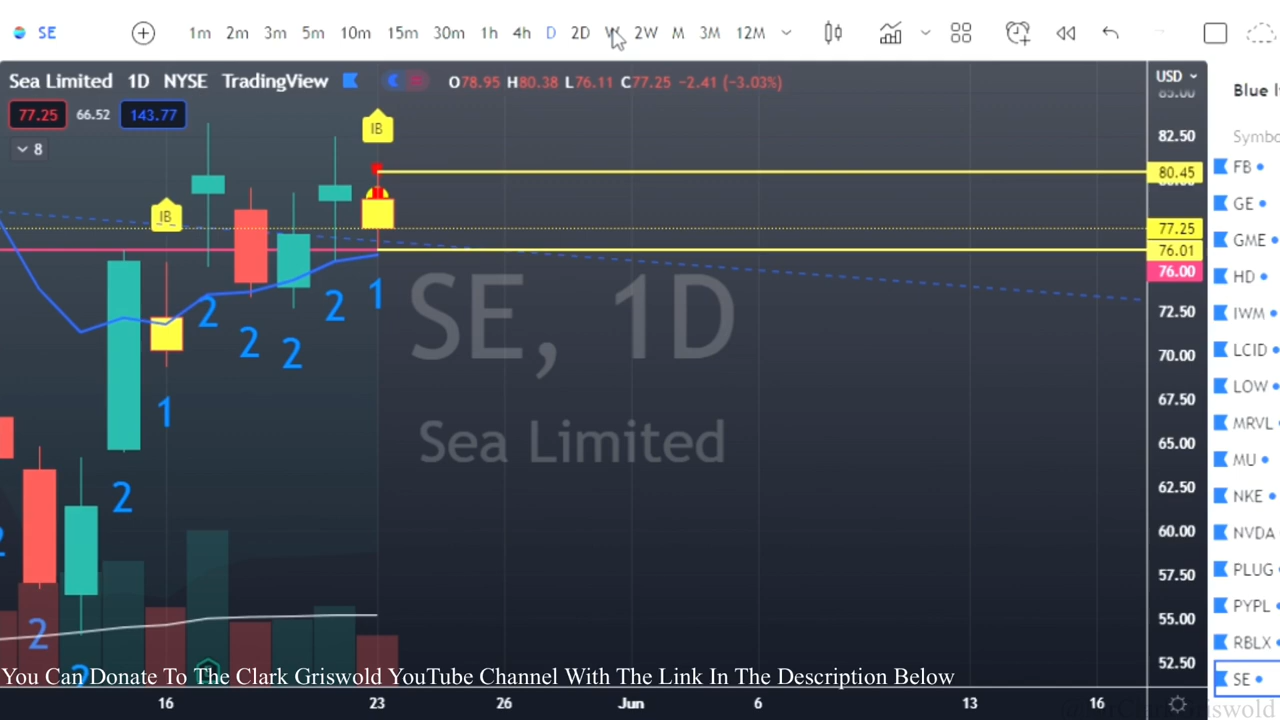 SE 1m 2m 3m 5m 10m 15m 30m 1h 4h D 2D W 2W M 3M 12M
Sea Limited 1D NYSE TradingView O78.95 H80.38 L76.11 C77.25 −2.41 (−3.03%)
77.25 66.52 143.77
8
USD
85.00
82.50
80.45
77.25
76.01
76.00
72.50
70.00
67.50
65.00
62.50
60.00
57.50
55.00
52.50
IB
IB
2
2
2
2
1
1
2
2
2
SE, 1D
Sea Limited
Blue
Symbo
FB
GE
GME
HD
IWM
LCID
LOW
MRVL
MU
NKE
NVDA
PLUG
PYPL
RBLX
SE
You Can Donate To The Clark Griswold YouTube Channel With The Link In The Description Below
16 23 26 Jun 6 13 16